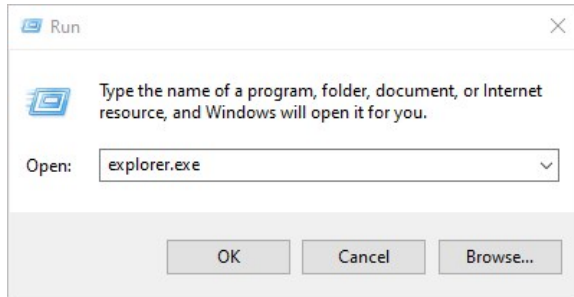 Run
Type the name of a program, folder, document, or Internet
resource, and Windows will open it for you.
Open: explorer.exe
OK Cancel Browse...